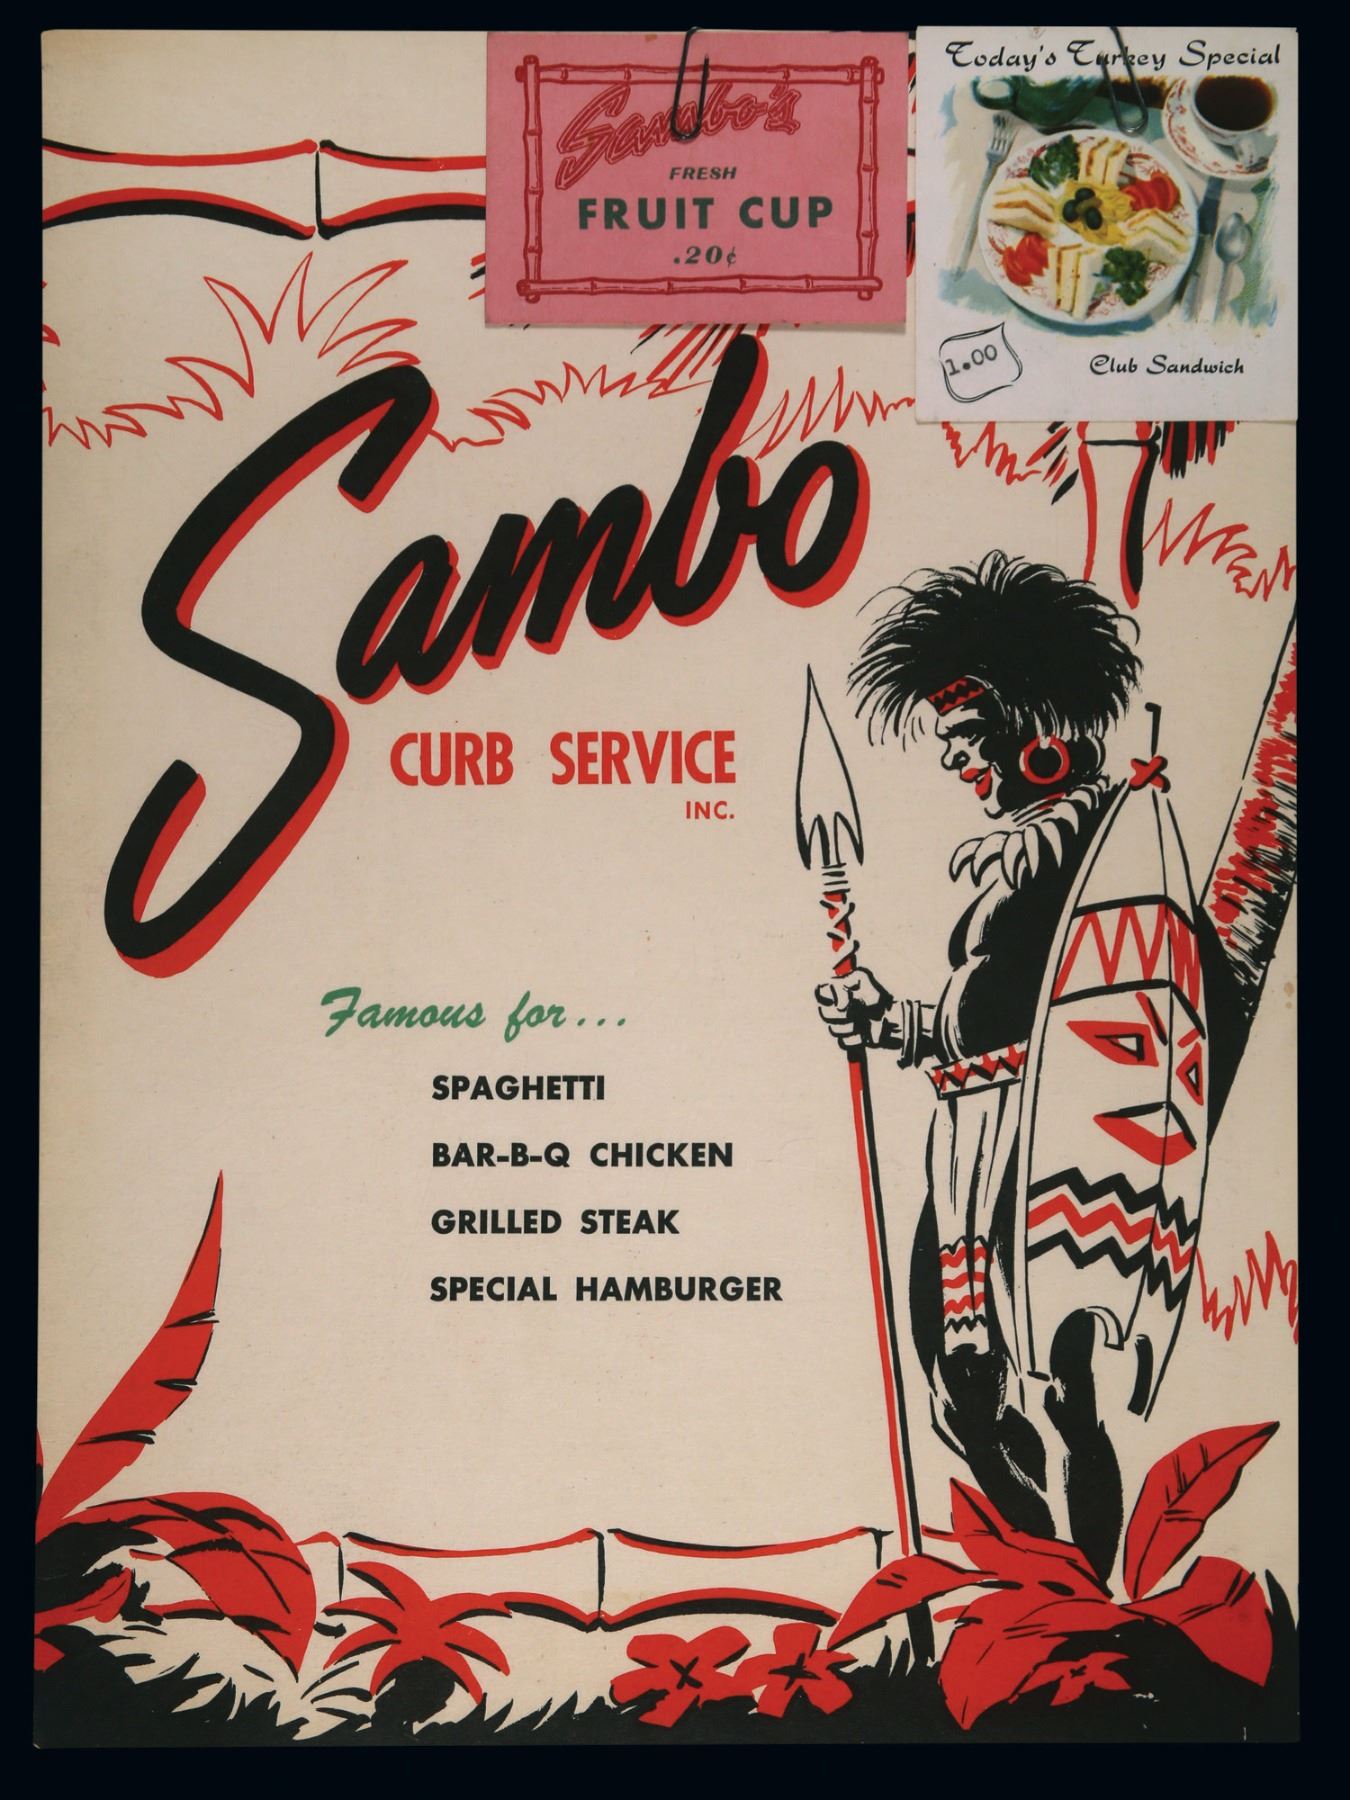 Sambo's
FRESH
FRUIT CUP
.20¢
Today's Turkey Special
1.00
Club Sandwich
Sambo
CURB SERVICE
INC.
Famous for...
SPAGHETTI
BAR-B-Q CHICKEN
GRILLED STEAK
SPECIAL HAMBURGER